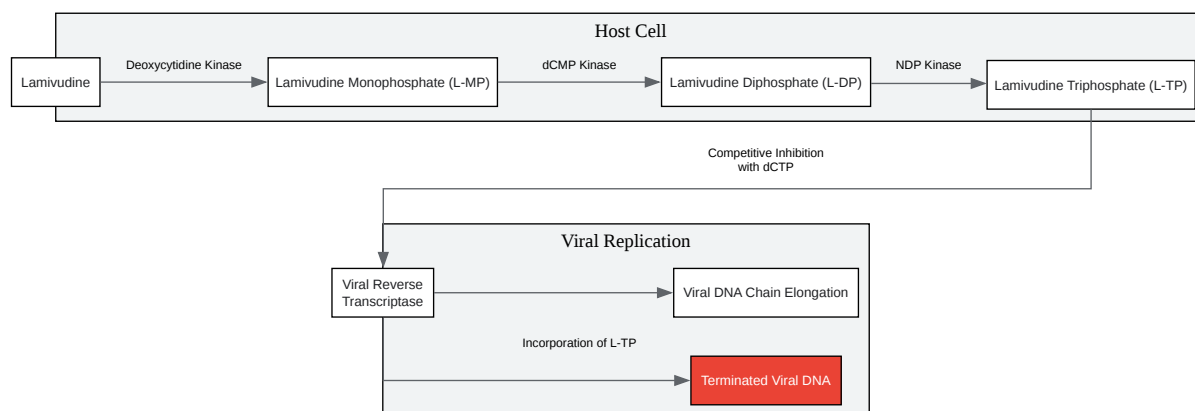 Host Cell
Deoxycytidine Kinase
dCMP Kinase
NDP Kinase
Lamivudine
Lamivudine Monophosphate (L-MP)
Lamivudine Diphosphate (L-DP)
Lamivudine Triphosphate (L-TP)
Competitive Inhibition
with dCTP
Viral Replication
Viral Reverse
Transcriptase
Viral DNA Chain Elongation
Incorporation of L-TP
Terminated Viral DNA